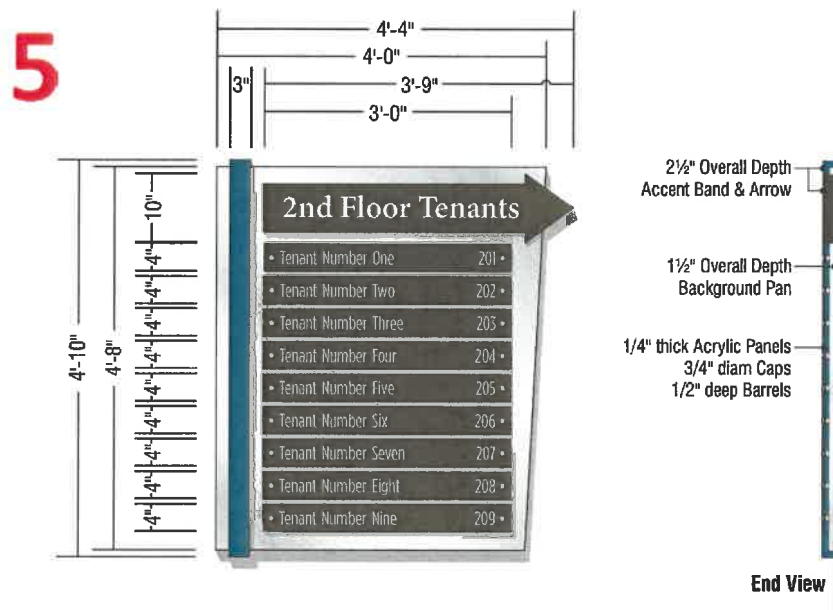 5
4'-4"
4'-0"
3" 3'-9"
3'-0"
4'-10"
4'-8"
10"
4"
4"
4"
4"
4"
4"
4"
4"
4"
2nd Floor Tenants
• Tenant Number One 201 •
• Tenant Number Two 202 •
• Tenant Number Three 203 •
• Tenant Number Four 204 •
• Tenant Number Five 205 •
• Tenant Number Six 206 •
• Tenant Number Seven 207 •
• Tenant Number Eight 208 •
• Tenant Number Nine 209 •
2½" Overall Depth
Accent Band & Arrow
1½" Overall Depth
Background Pan
1/4" thick Acrylic Panels
3/4" diam Caps
1/2" deep Barrels
End View